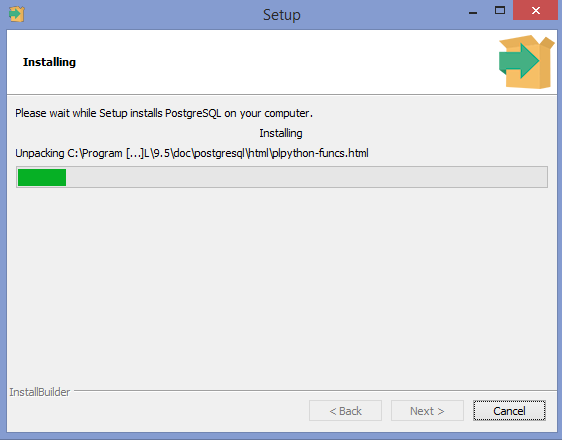 Setup
Installing
Please wait while Setup installs PostgreSQL on your computer.
Installing
Unpacking C:\Program [...]L\9.5\doc\postgresql\html\plpython-funcs.html
InstallBuilder
< Back
Next >
Cancel